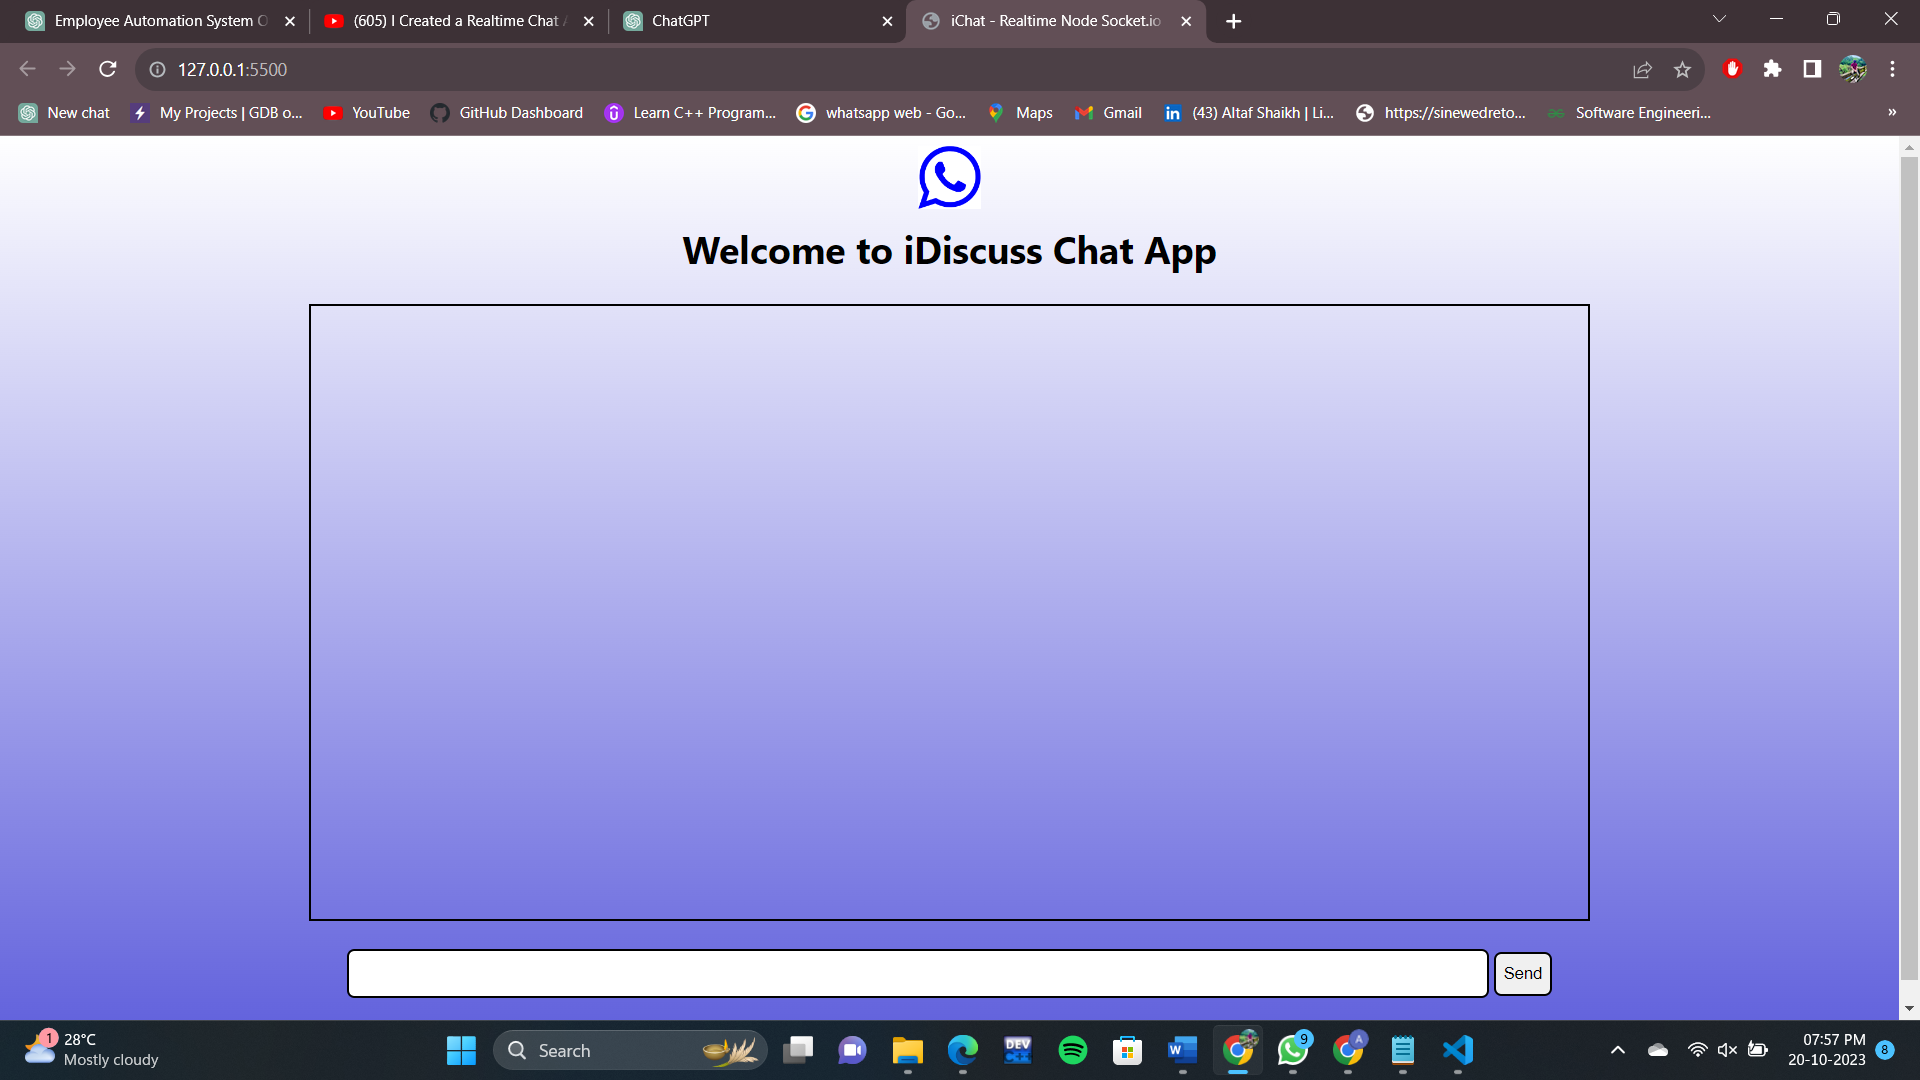 Employee Automation System O
(605) I Created a Realtime Chat
ChatGPT
iChat - Realtime Node Socket.io
127.0.0.1:5500
New chat
My Projects | GDB o...
YouTube
GitHub Dashboard
Learn C++ Program...
whatsapp web - Go...
Maps
Gmail
(43) Altaf Shaikh | Li...
https://sinewedreto...
Software Engineeri...
»
Welcome to iDiscuss Chat App
Send
1
28°C
Mostly cloudy
Search
DEV
C++
W
9
A
07:57 PM
20-10-2023
8